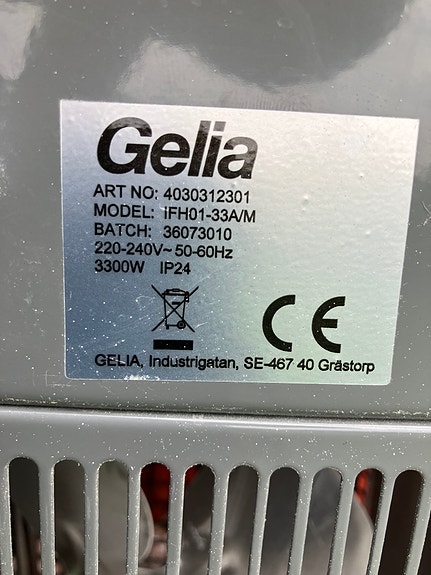 Gelia
ART NO: 4030312301
MODEL: IFH01-33A/M
BATCH: 36073010
220-240V~ 50-60Hz
3300W IP24
CE
GELIA, Industrigatan, SE-467 40 Grästorp